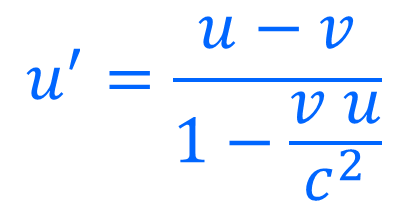 u′ = (u − v) / (1 − (v u)/c²)